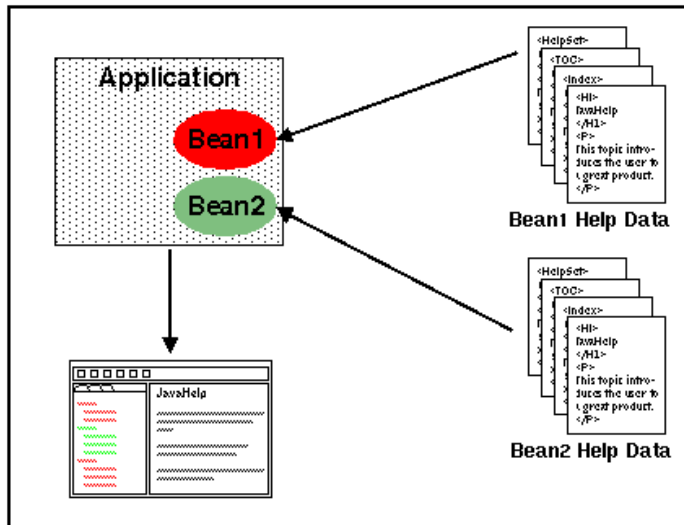 Application
Bean1
Bean2
JavaHelp
<HelpSet>
<TOC>
<Index>
<H1>
JavaHelp
</H1>
<P>
This topic intro-
duces the user to
great product.
</P>
Bean1 Help Data
<HelpSet>
<TOC>
<Index>
<H1>
JavaHelp
</H1>
<P>
This topic intro-
duces the user to
great product.
</P>
Bean2 Help Data